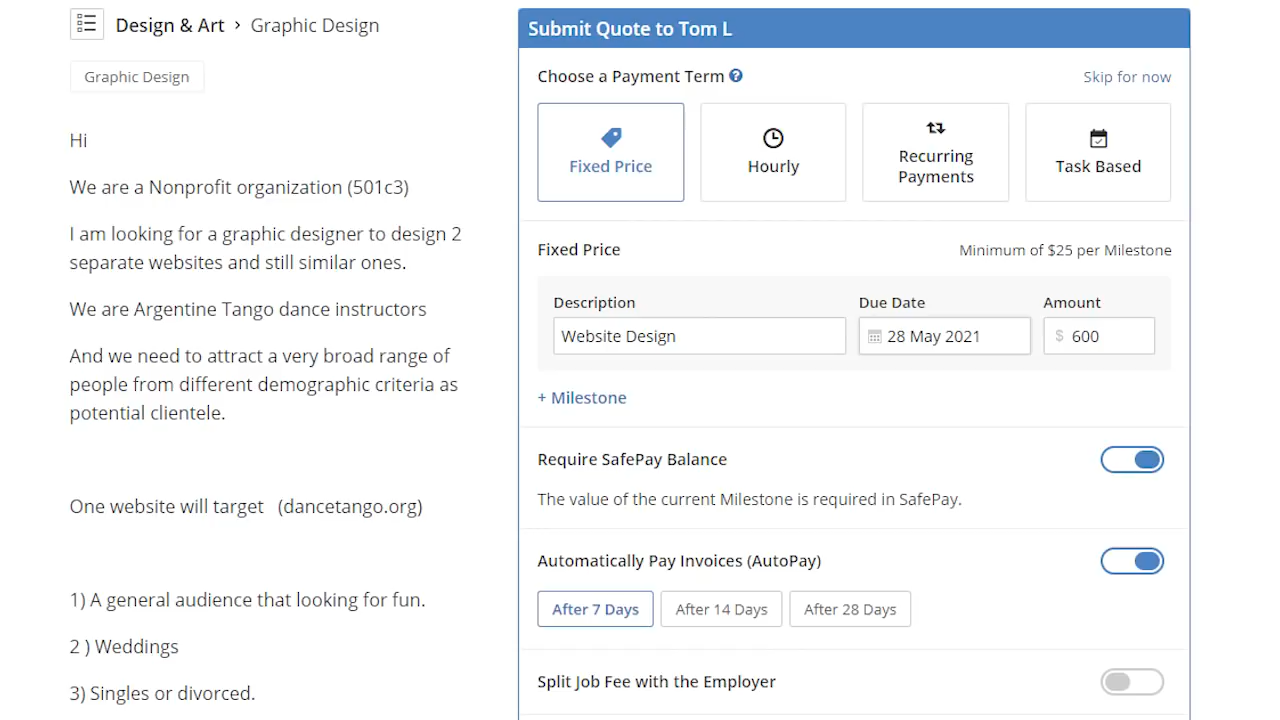 Design & Art › Graphic Design
Graphic Design
Hi
We are a Nonprofit organization (501c3)
I am looking for a graphic designer to design 2
separate websites and still similar ones.
We are Argentine Tango dance instructors
And we need to attract a very broad range of
people from different demographic criteria as
potential clientele.
One website will target (dancetango.org)
1) A general audience that looking for fun.
2 ) Weddings
3) Singles or divorced.
Submit Quote to Tom L
Choose a Payment Term ?
Skip for now
Fixed Price
Hourly
Recurring
Payments
Task Based
Fixed Price
Minimum of $25 per Milestone
Description
Due Date
Amount
Website Design
28 May 2021
$ 600
+ Milestone
Require SafePay Balance
The value of the current Milestone is required in SafePay.
Automatically Pay Invoices (AutoPay)
After 7 Days
After 14 Days
After 28 Days
Split Job Fee with the Employer